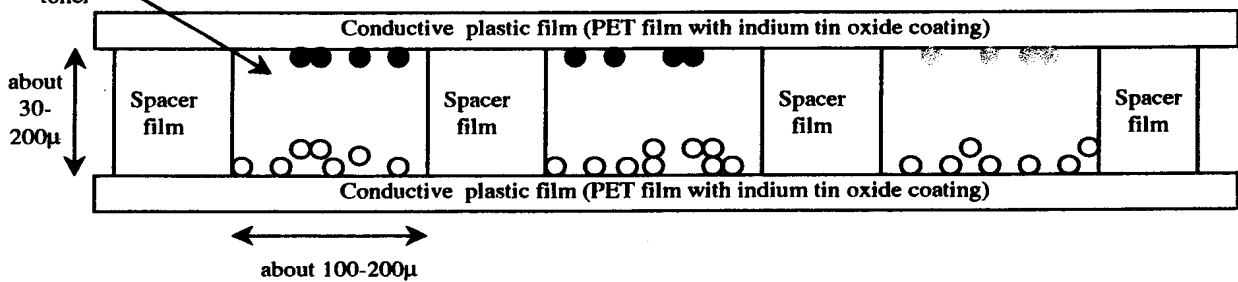 toner
Conductive plastic film (PET film with indium tin oxide coating)
about
30-
200µ
Spacer
film
Spacer
film
Spacer
film
Spacer
film
Conductive plastic film (PET film with indium tin oxide coating)
about 100-200µ